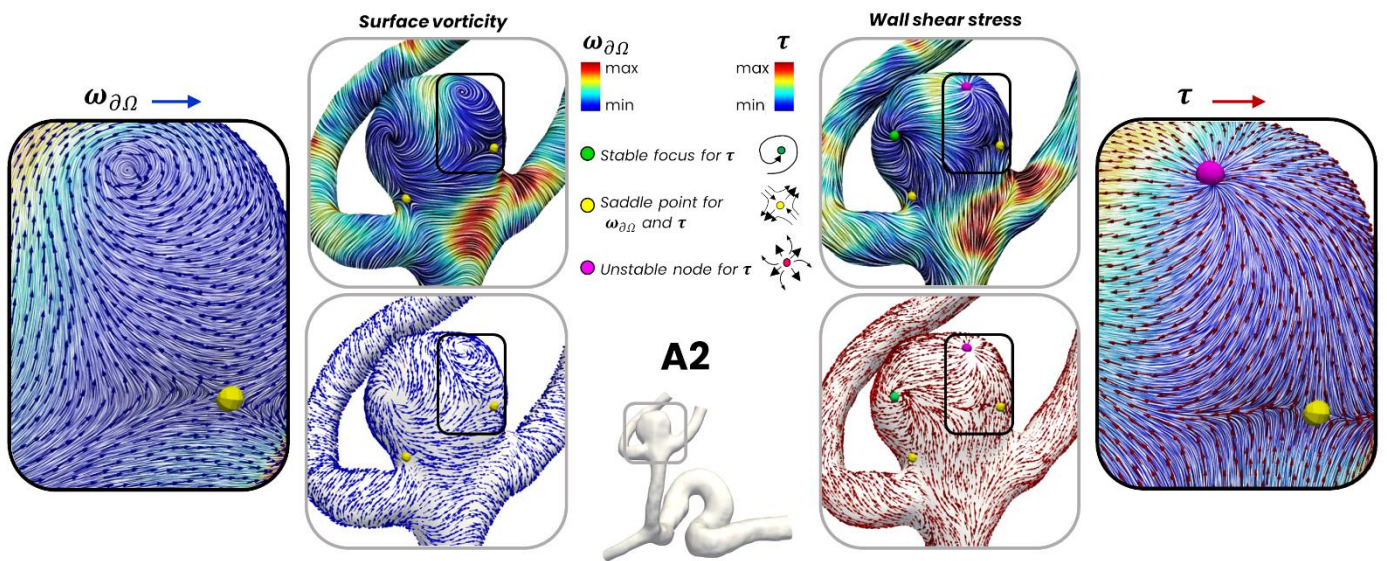 Surface vorticity
Wall shear stress
𝝎∂Ω
𝝉
max
min
max
min
𝝎∂Ω
𝝉
Stable focus for 𝝉
Saddle point for
𝝎∂Ω and 𝝉
Unstable node for 𝝉
A2